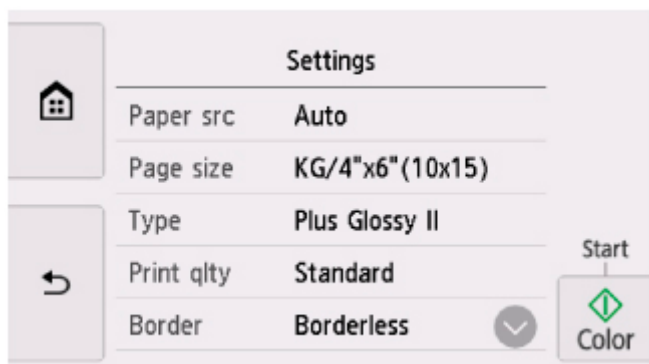 Settings
Paper src Auto
Page size KG/4"x6"(10x15)
Type Plus Glossy II
Print qlty Standard
Border Borderless
Start
Color